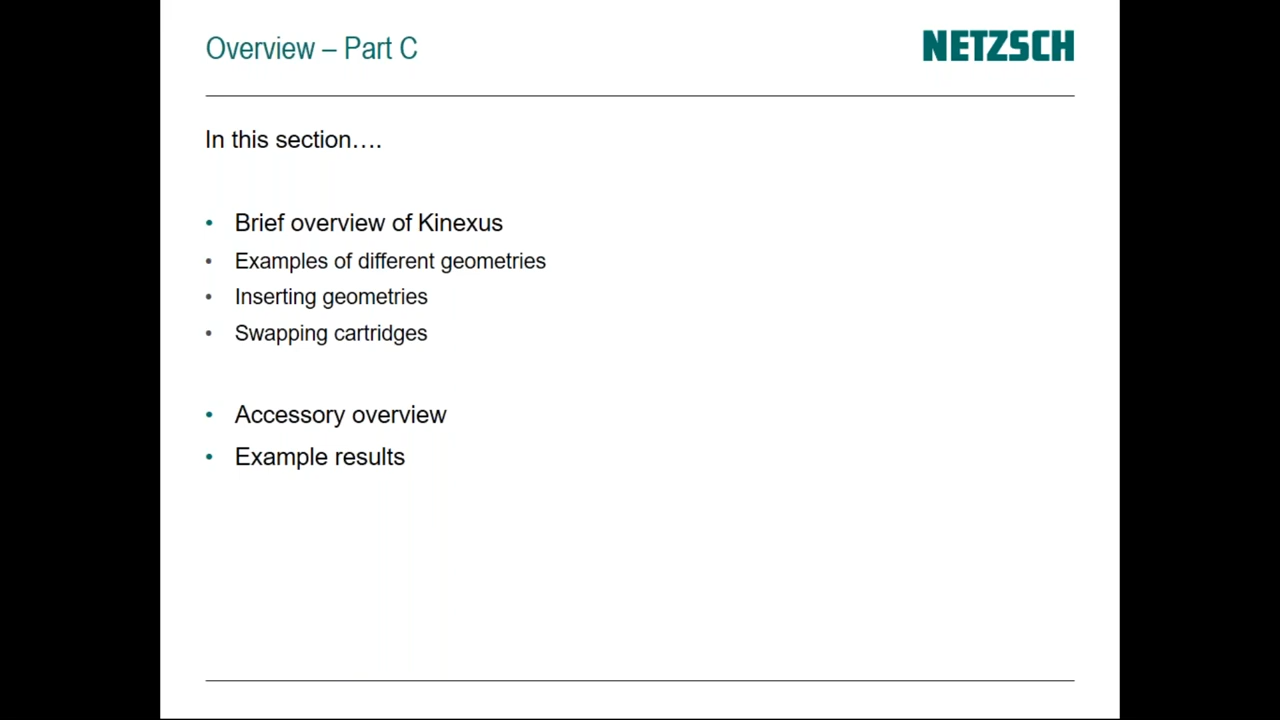 Overview – Part C
NETZSCH
In this section….
• Brief overview of Kinexus
• Examples of different geometries
• Inserting geometries
• Swapping cartridges
• Accessory overview
• Example results